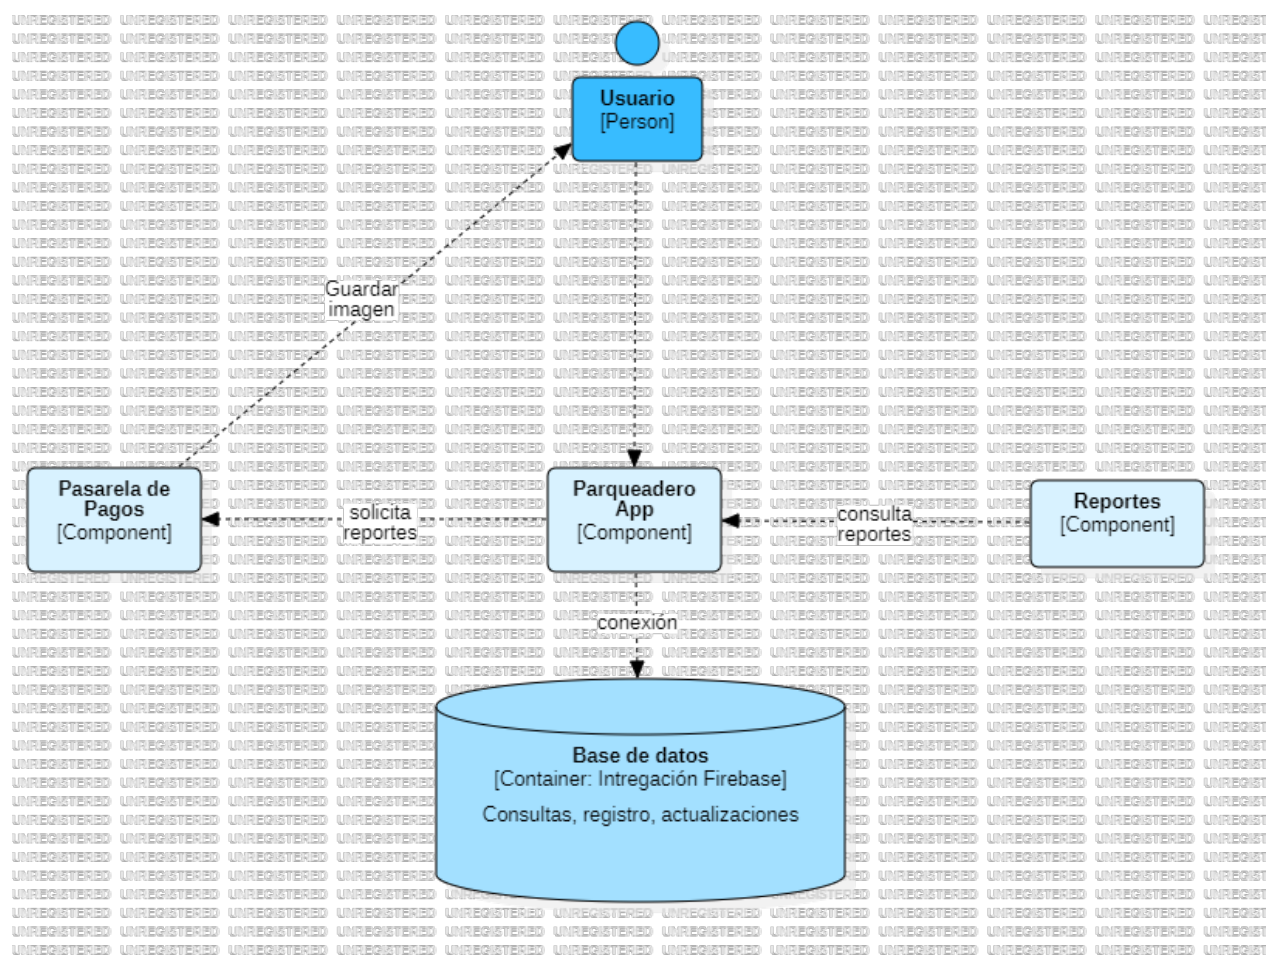 Usuario
[Person]
Guardar
imagen
Pasarela de
Pagos
[Component]
solicita
reportes
Parqueadero
App
[Component]
consulta
reportes
Reportes
[Component]
conexión
Base de datos
[Container: Intregación Firebase]
Consultas, registro, actualizaciones
UNREGISTERED